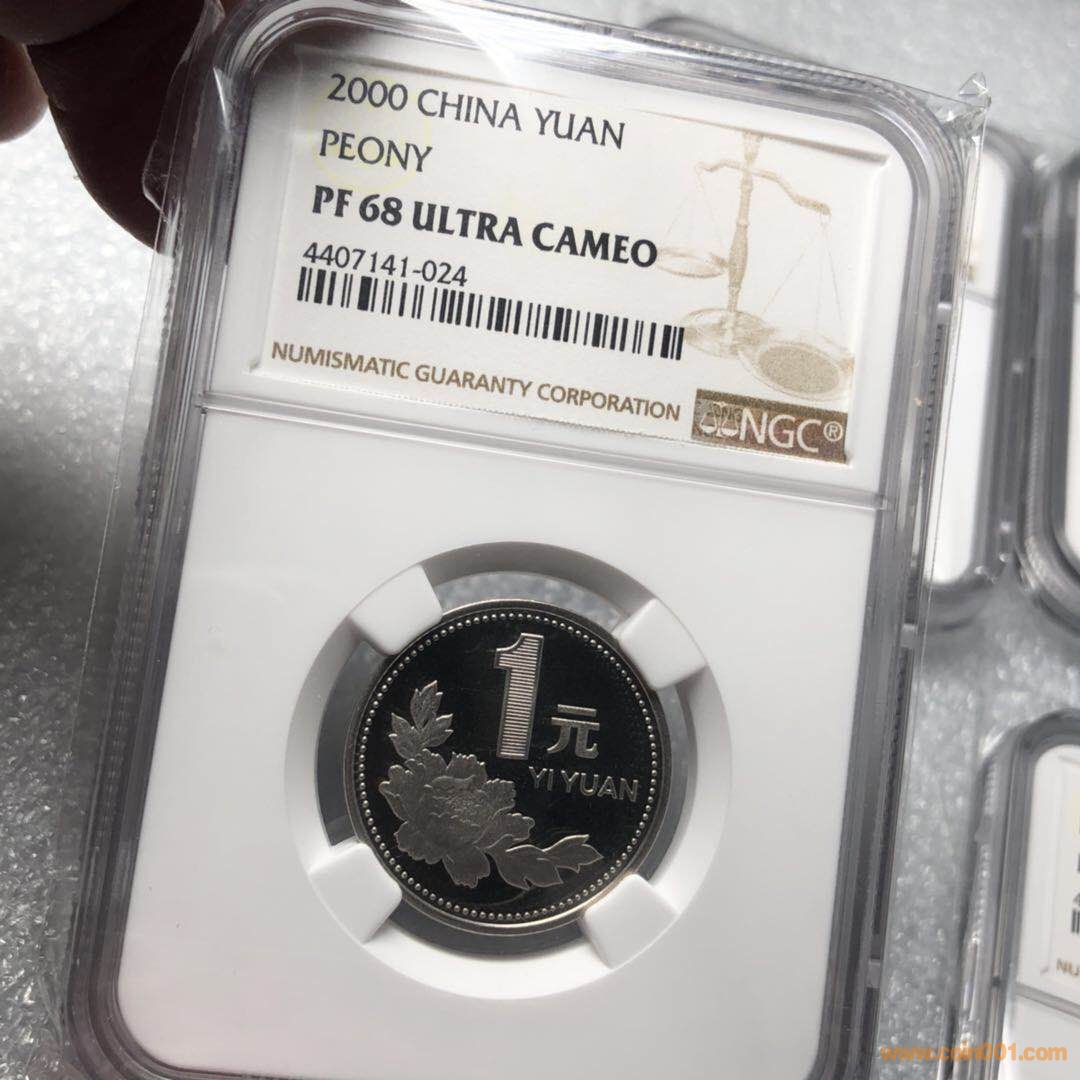 2000 CHINA YUAN
PEONY
PF 68 ULTRA CAMEO
4407141-024
NUMISMATIC GUARANTY CORPORATION
NGC®
1
元
YI YUAN
NU
www.coin001.com